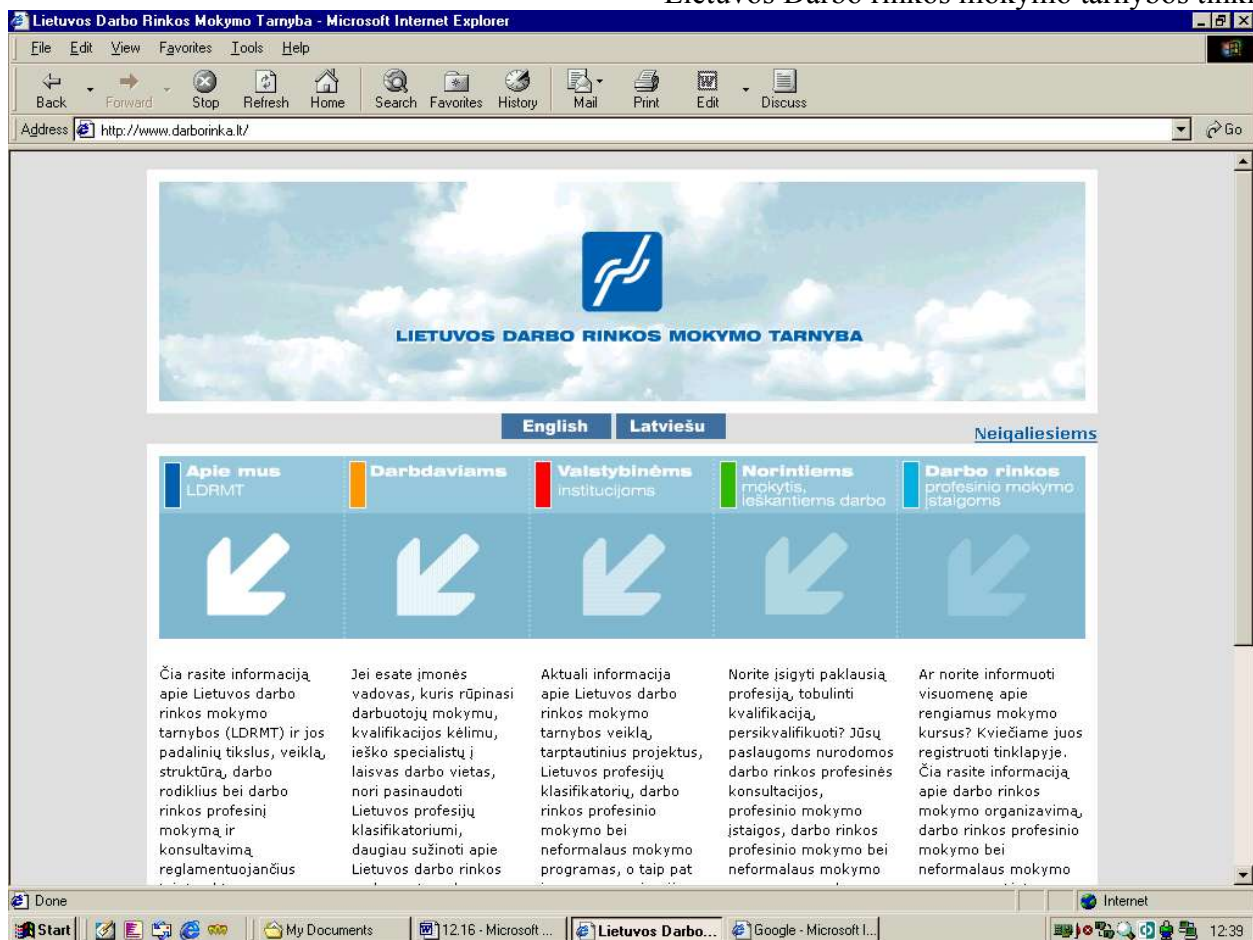 Lietuvos Darbo rinkos mokymo tarnybos
Lietuvos Darbo Rinkos Mokymo Tarnyba - Microsoft Internet Explorer
File Edit View Favorites Tools Help
Back Forward Stop Refresh Home Search Favorites History Mail Print Edit Discuss
Address http://www.darborinka.lt/ Go
LIETUVOS DARBO RINKOS MOKYMO TARNYBA
English Latviešu
Neigaliesiems
Apie mus
LDRMT
Darbdaviams
Valstybinėms
institucijoms
Norintiems
mokytis,
ieškantiems darbo
Darbo rinkos
profesinio mokymo
įstaigoms
Čia rasite informaciją
apie Lietuvos darbo
rinkos mokymo
tarnybos (LDRMT) ir jos
padalinių tikslus, veiklą,
struktūrą, darbo
rodiklius bei darbo
rinkos profesinį
mokymą ir
konsultavimą
reglamentuojančius
Jei esate įmonės
vadovas, kuris rūpinasi
darbuotojų mokymu,
kvalifikacijos kėlimu,
ieško specialistų į
laisvas darbo vietas,
nori pasinaudoti
Lietuvos profesijų
klasifikatoriumi,
daugiau sužinoti apie
Lietuvos darbo rinkos
Aktuali informacija
apie Lietuvos darbo
rinkos mokymo
tarnybos veiklą,
tarptautinius projektus,
Lietuvos profesijų
klasifikatorių, darbo
rinkos profesinio
mokymo bei
neformalaus mokymo
programas, o taip pat
Norite įsigyti paklausią
profesiją, tobulinti
kvalifikaciją,
persikvalifikuoti? Jūsų
paslaugoms nurodomos
darbo rinkos profesinės
konsultacijos,
profesinio mokymo
įstaigos, darbo rinkos
profesinio mokymo bei
neformalaus mokymo
Ar norite informuoti
visuomenę apie
rengiamus mokymo
kursus? Kviečiame juos
registruoti tinklapyje.
Čia rasite informaciją
apie darbo rinkos
mokymo organizavimą,
darbo rinkos profesinio
mokymo bei
neformalaus mokymo
Done Internet
Start My Documents 12.16 - Microsoft ... Lietuvos Darbo... Google - Microsoft I... 12:39